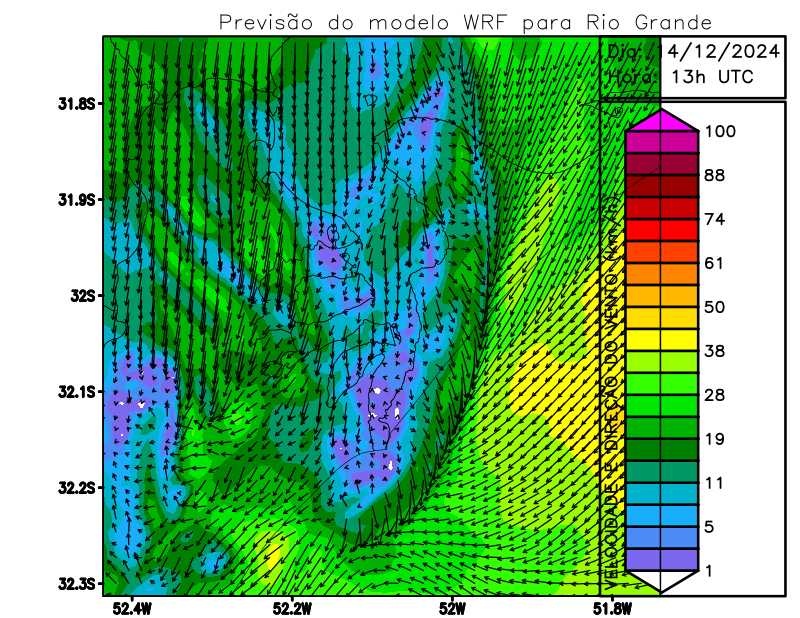 Previsão do modelo WRF para Rio Grande
Dia: 14/12/2024
Hora: 13h UTC
31.8S
31.9S
32S
32.1S
32.2S
32.3S
52.4W
52.2W
52W
51.8W
VELOCIDADE E DIREÇÃO DO VENTO (Km/h)
100
88
74
61
50
38
28
19
11
5
1